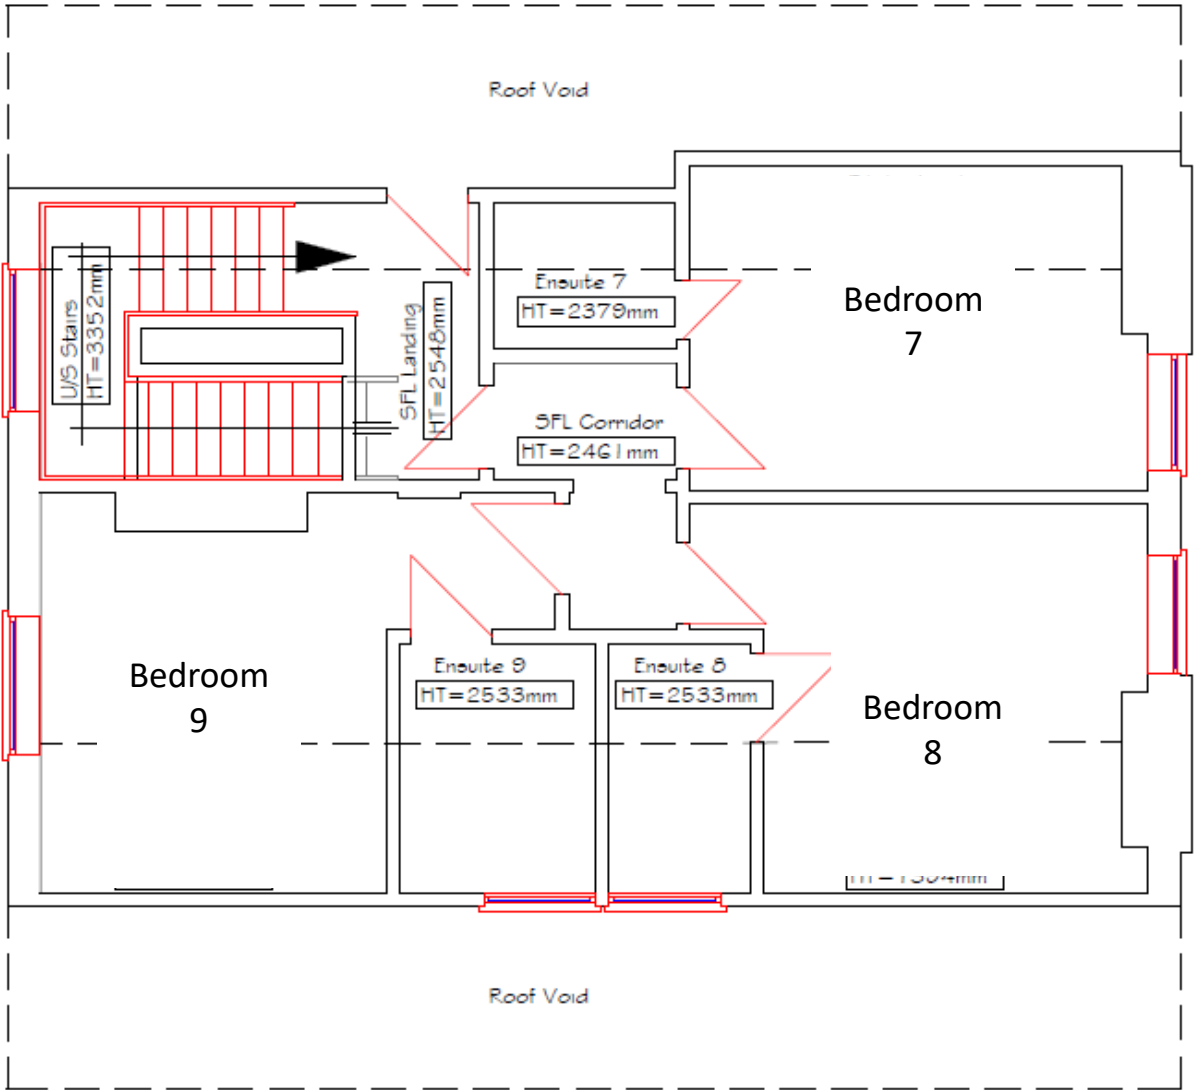 Roof Void
Ensuite 7
HT=2379mm
Bedroom
7
U/S Stairs
HT=3352mm
SFL Landing
HT=2548mm
SFL Corridor
HT=2461mm
Bedroom
9
Ensuite 9
HT=2533mm
Ensuite 8
HT=2533mm
Bedroom
8
Roof Void